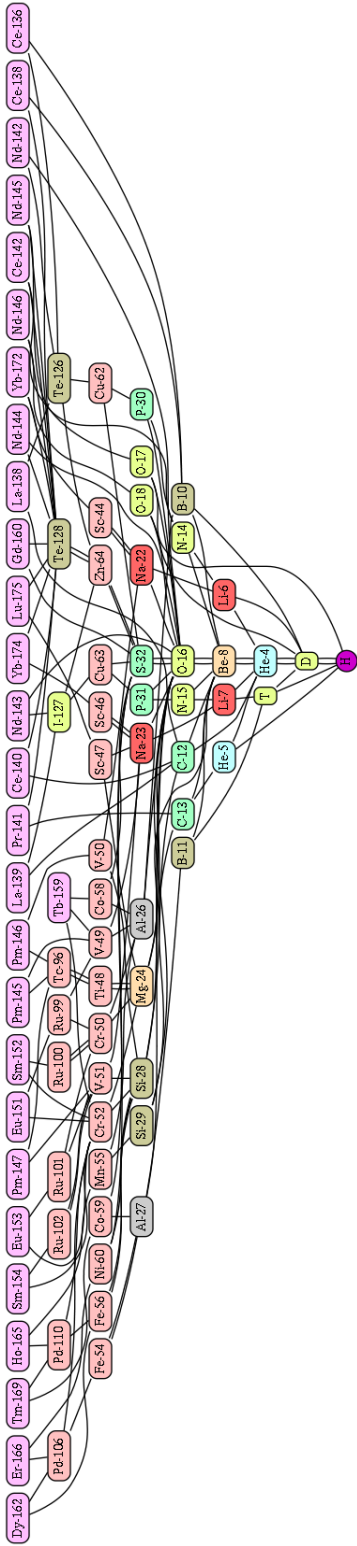 Ce-136
Ce-138
Nd-142
Nd-145
Ce-142
Nd-146
Yb-172
Nd-144
La-138
Gd-160
Lu-175
Yb-174
Nd-143
Ce-140
Pr-141
La-139
Pm-146
Pm-145
Sm-152
Eu-151
Pm-147
Eu-153
Sm-154
Ho-165
Tm-169
Er-166
Dy-162
Te-126
Te-128
I-127
Tb-159
Tc-96
Ru-99
Ru-100
Ru-101
Ru-102
Pd-110
Pd-106
Cu-62
Sc-44
Zn-64
Cu-63
Sc-46
Sc-47
V-50
Co-58
V-49
Ti-48
Cr-50
V-51
Cr-52
Mn-55
Co-59
Ni-60
Fe-56
Fe-54
P-30
O-17
O-18
Na-22
S-32
P-31
Na-23
Al-26
Mg-24
Si-28
Si-29
Al-27
B-10
N-14
O-16
N-15
C-12
C-13
B-11
Li-6
Be-8
Li-7
He-5
He-4
T
D
H